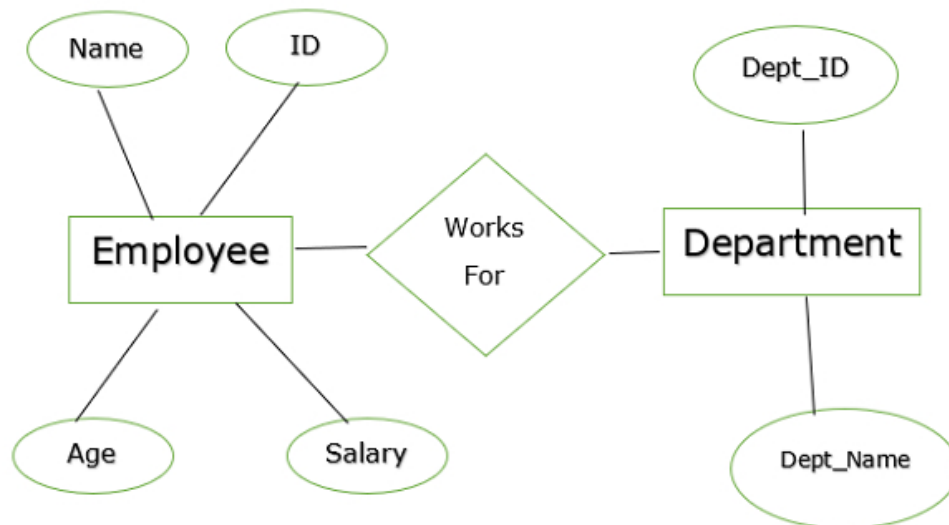 Name
ID
Dept_ID
Employee
Works
For
Department
Age
Salary
Dept_Name